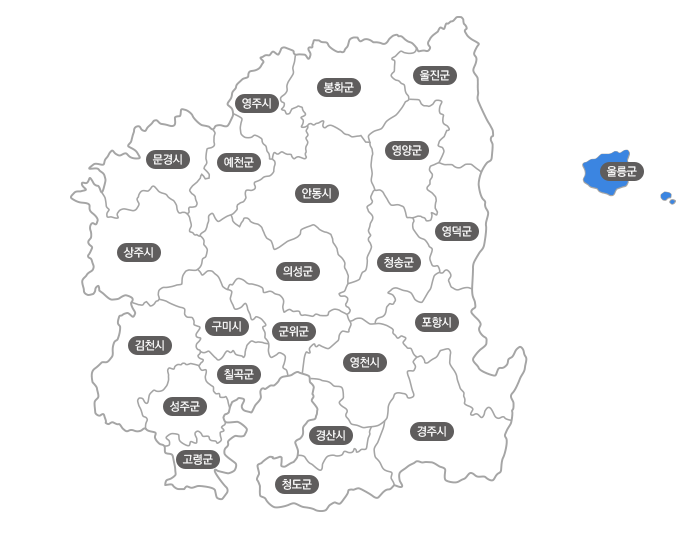 울진군
봉화군
영주시
영양군
문경시
예천군
울릉군
안동시
영덕군
상주시
청송군
의성군
포항시
구미시
군위군
김천시
영천시
칠곡군
성주군
경주시
경산시
고령군
청도군